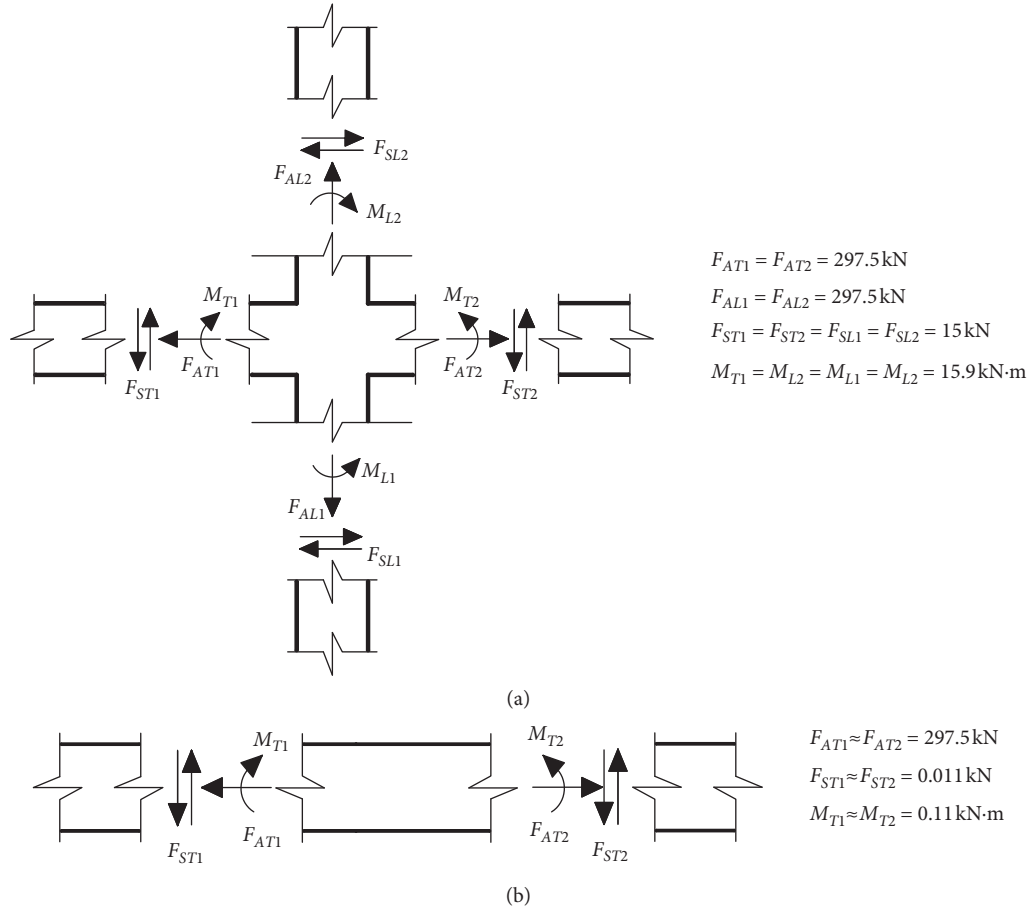 F_SL2
F_AL2
M_L2
M_T1
M_T2
F_AT1
F_AT2
F_ST1
F_ST2
F_AT1 = F_AT2 = 297.5 kN
F_AL1 = F_AL2 = 297.5 kN
F_ST1 = F_ST2 = F_SL1 = F_SL2 = 15 kN
M_T1 = M_L2 = M_L1 = M_L2 = 15.9 kN·m
M_L1
F_AL1
F_SL1
(a)
M_T1
M_T2
F_AT1
F_AT2
F_ST1
F_ST2
F_AT1≈F_AT2 = 297.5 kN
F_ST1≈F_ST2 = 0.011 kN
M_T1≈M_T2 = 0.11 kN·m
(b)